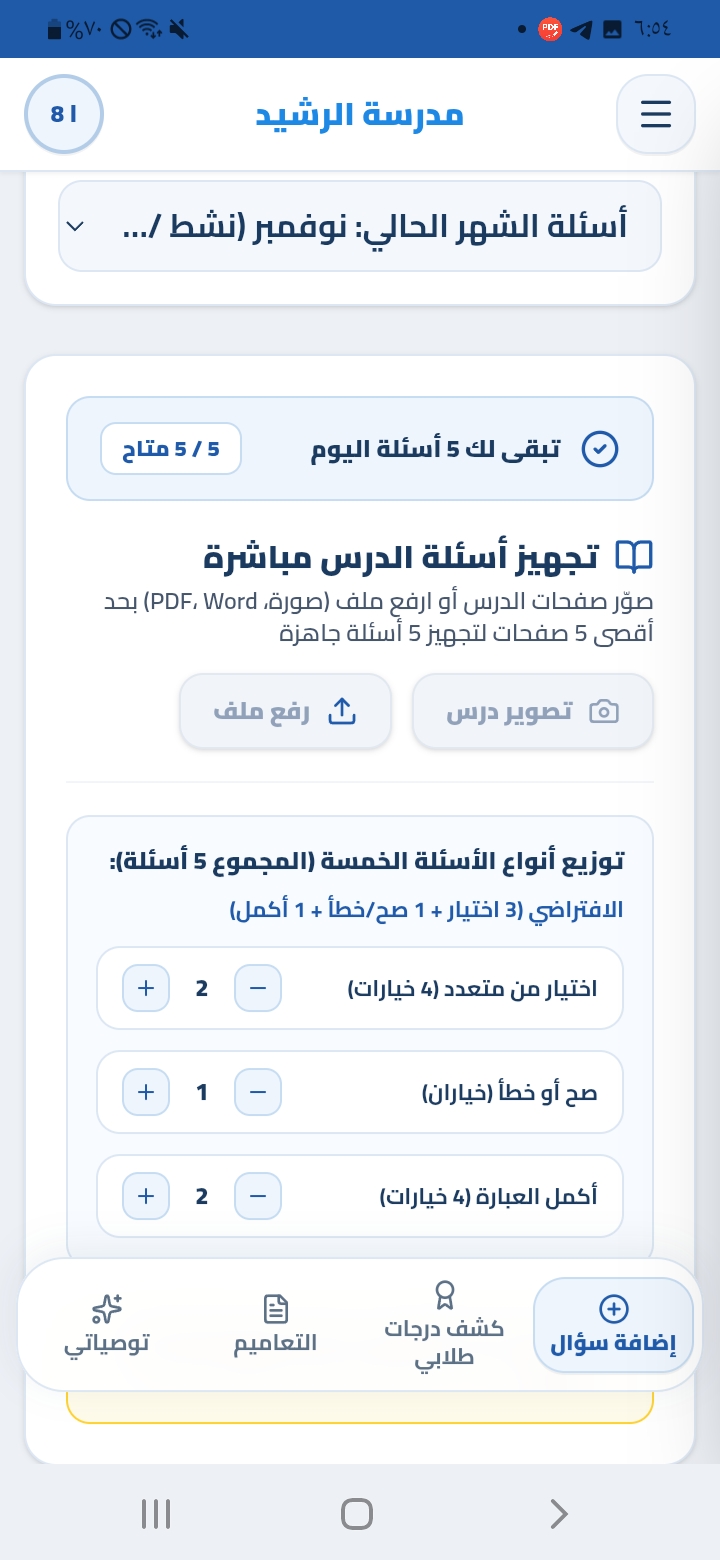 ٦:٥٤
PDF
%٧٠
مدرسة الرشيد
ا 8
أسئلة الشهر الحالي: نوفمبر (نشط /...
تبقى لك 5 أسئلة اليوم
5 / 5 متاح
تجهيز أسئلة الدرس مباشرة
صوّر صفحات الدرس أو ارفع ملف (صورة، PDF، Word) بحد
أقصى 5 صفحات لتجهيز 5 أسئلة جاهزة
تصوير درس
رفع ملف
توزيع أنواع الأسئلة الخمسة (المجموع 5 أسئلة):
الافتراضي (3 اختيار + 1 صح/خطأ + 1 أكمل)
اختيار من متعدد (4 خيارات)
− 2 +
صح أو خطأ (خياران)
− 1 +
أكمل العبارة (4 خيارات)
− 2 +
إضافة سؤال
كشف درجات
طلابي
التعاميم
توصياتي